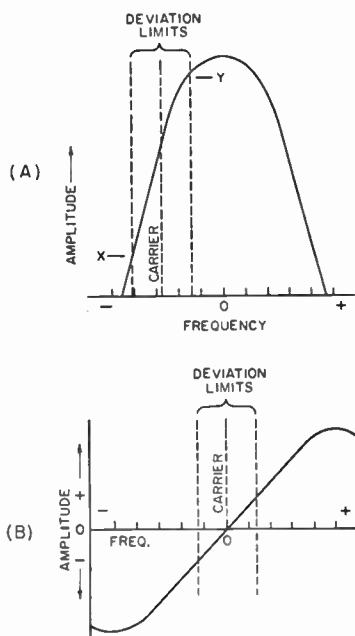 DEVIATION
LIMITS
Y
(A)
AMPLITUDE
X
CARRIER
- 0 +
FREQUENCY
DEVIATION
LIMITS
CARRIER
+
- +
(B)
AMPLITUDE
0
FREQ. 0
-